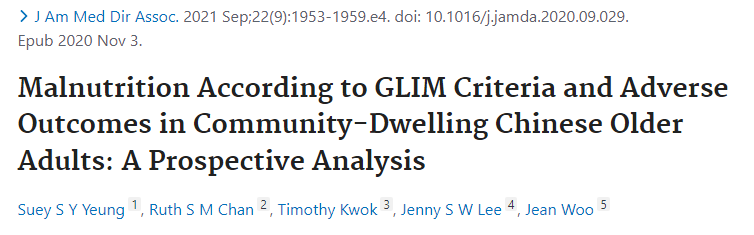 > J Am Med Dir Assoc. 2021 Sep;22(9):1953-1959.e4. doi: 10.1016/j.jamda.2020.09.029.
Epub 2020 Nov 3.
Malnutrition According to GLIM Criteria and Adverse
Outcomes in Community-Dwelling Chinese Older
Adults: A Prospective Analysis
Suey S Y Yeung 1, Ruth S M Chan 2, Timothy Kwok 3, Jenny S W Lee 4, Jean Woo 5